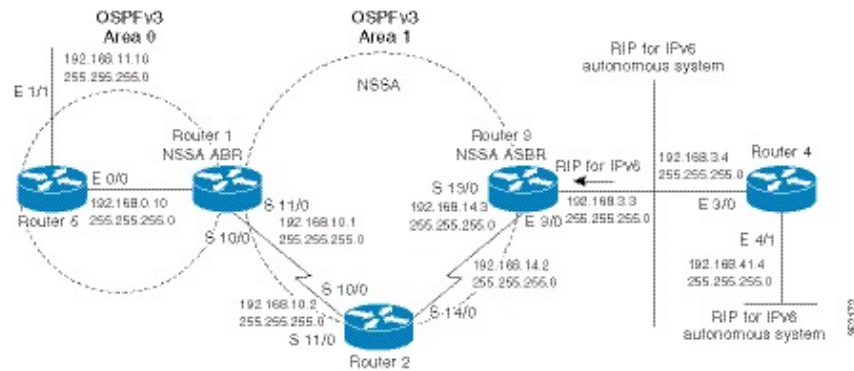 OSPFv3
Area 0
OSPFv3
Area 1
192.168.11.10
255.255.255.0
E 1/1
NSSA
RIP for IPv6
autonomous system
Router 1
NSSA ABR
Router 3
NSSA ASBR
RIP for IPv6
192.168.3.4
255.255.255.0
Router 4
E 0/0
192.168.0.10
255.255.255.0
Router 5
S 11/0
192.168.10.1
255.255.255.0
S 10/0
S 13/0
192.168.14.3
255.255.255.0
E 3/0
192.168.3.3
255.255.255.0
E 3/0
E 4/1
192.168.41.4
255.255.255.0
192.168.14.2
255.255.255.0
S 10/0
192.168.10.2
255.255.255.0
S 11/0
S 14/0
Router 2
RIP for IPv6
autonomous system